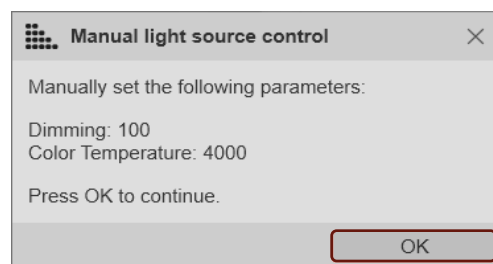 Manual light source control
Manually set the following parameters:
Dimming: 100
Color Temperature: 4000
Press OK to continue.
OK